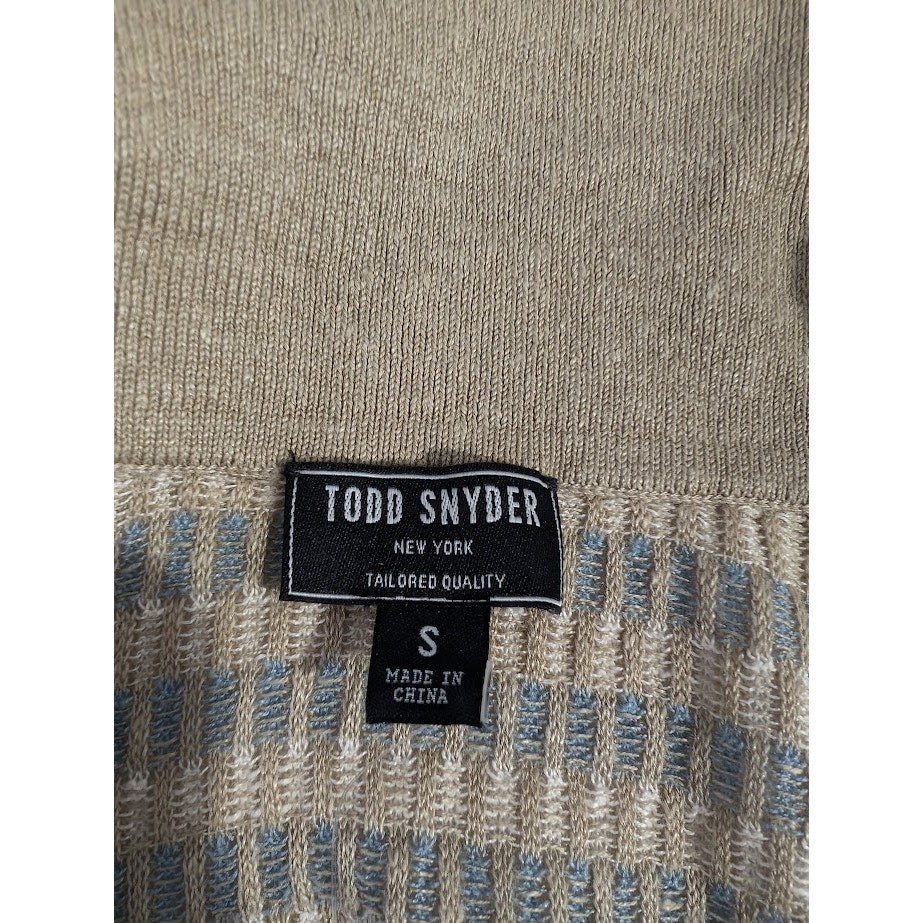 TODD SNYDER
NEW YORK
TAILORED QUALITY
S
MADE IN
CHINA